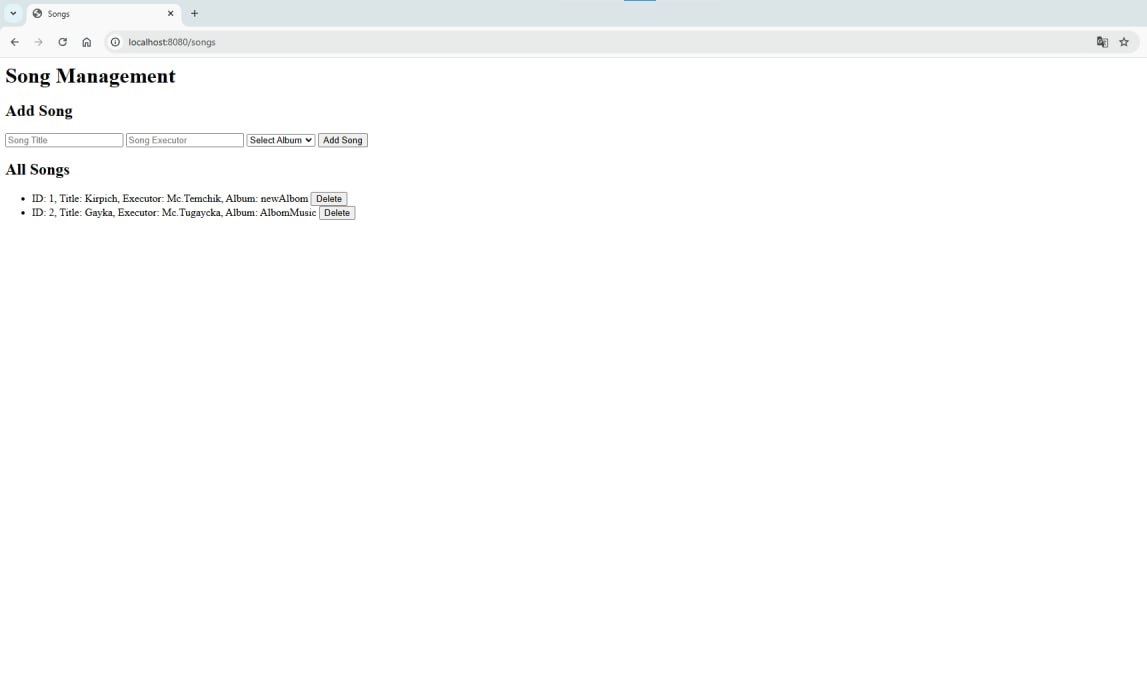 Songs
localhost:8080/songs
Song Management
Add Song
Song Title Song Executor Select Album Add Song
All Songs
ID: 1, Title: Kirpich, Executor: Mc.Temchik, Album: newAlbom Delete
ID: 2, Title: Gayka, Executor: Mc.Tugaycka, Album: AlbomMusic Delete